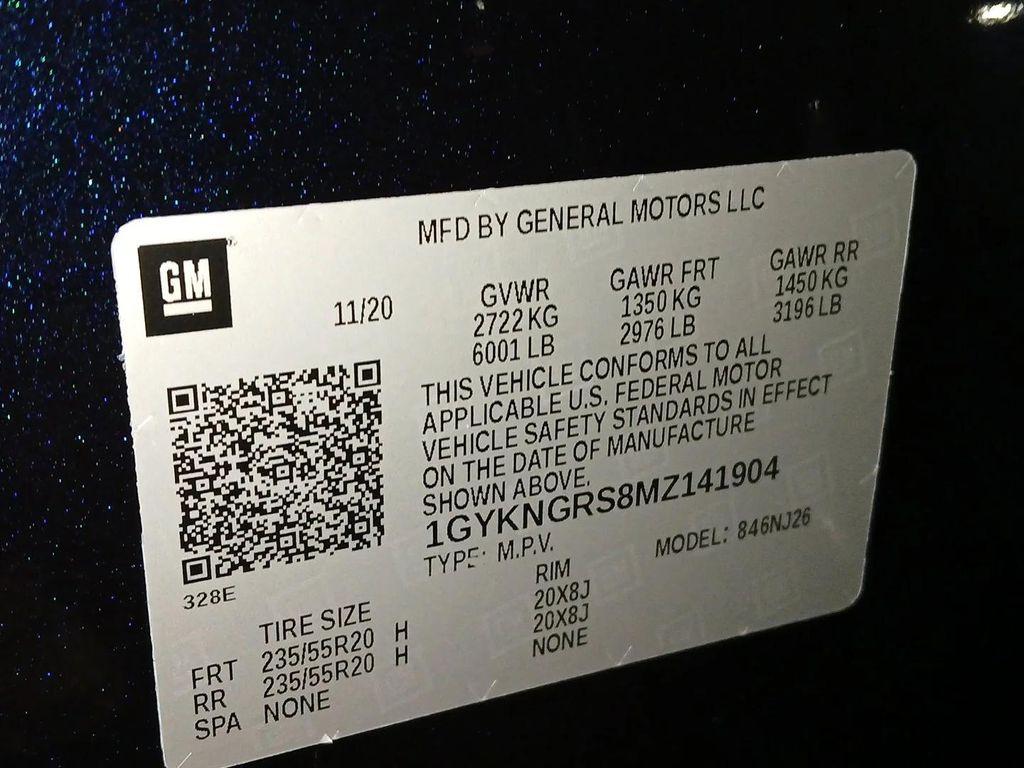 GM
MFD BY GENERAL MOTORS LLC
11/20
GVWR
2722 KG
6001 LB
GAWR FRT
1350 KG
2976 LB
GAWR RR
1450 KG
3196 LB
THIS VEHICLE CONFORMS TO ALL
APPLICABLE U.S. FEDERAL MOTOR
VEHICLE SAFETY STANDARDS IN EFFECT
ON THE DATE OF MANUFACTURE
SHOWN ABOVE.
1GYKNGRS8MZ141904
TYPE: M.P.V. MODEL: 846NJ26
328E
TIRE SIZE RIM
FRT 235/55R20 H 20X8J
RR 235/55R20 H 20X8J
SPA NONE NONE